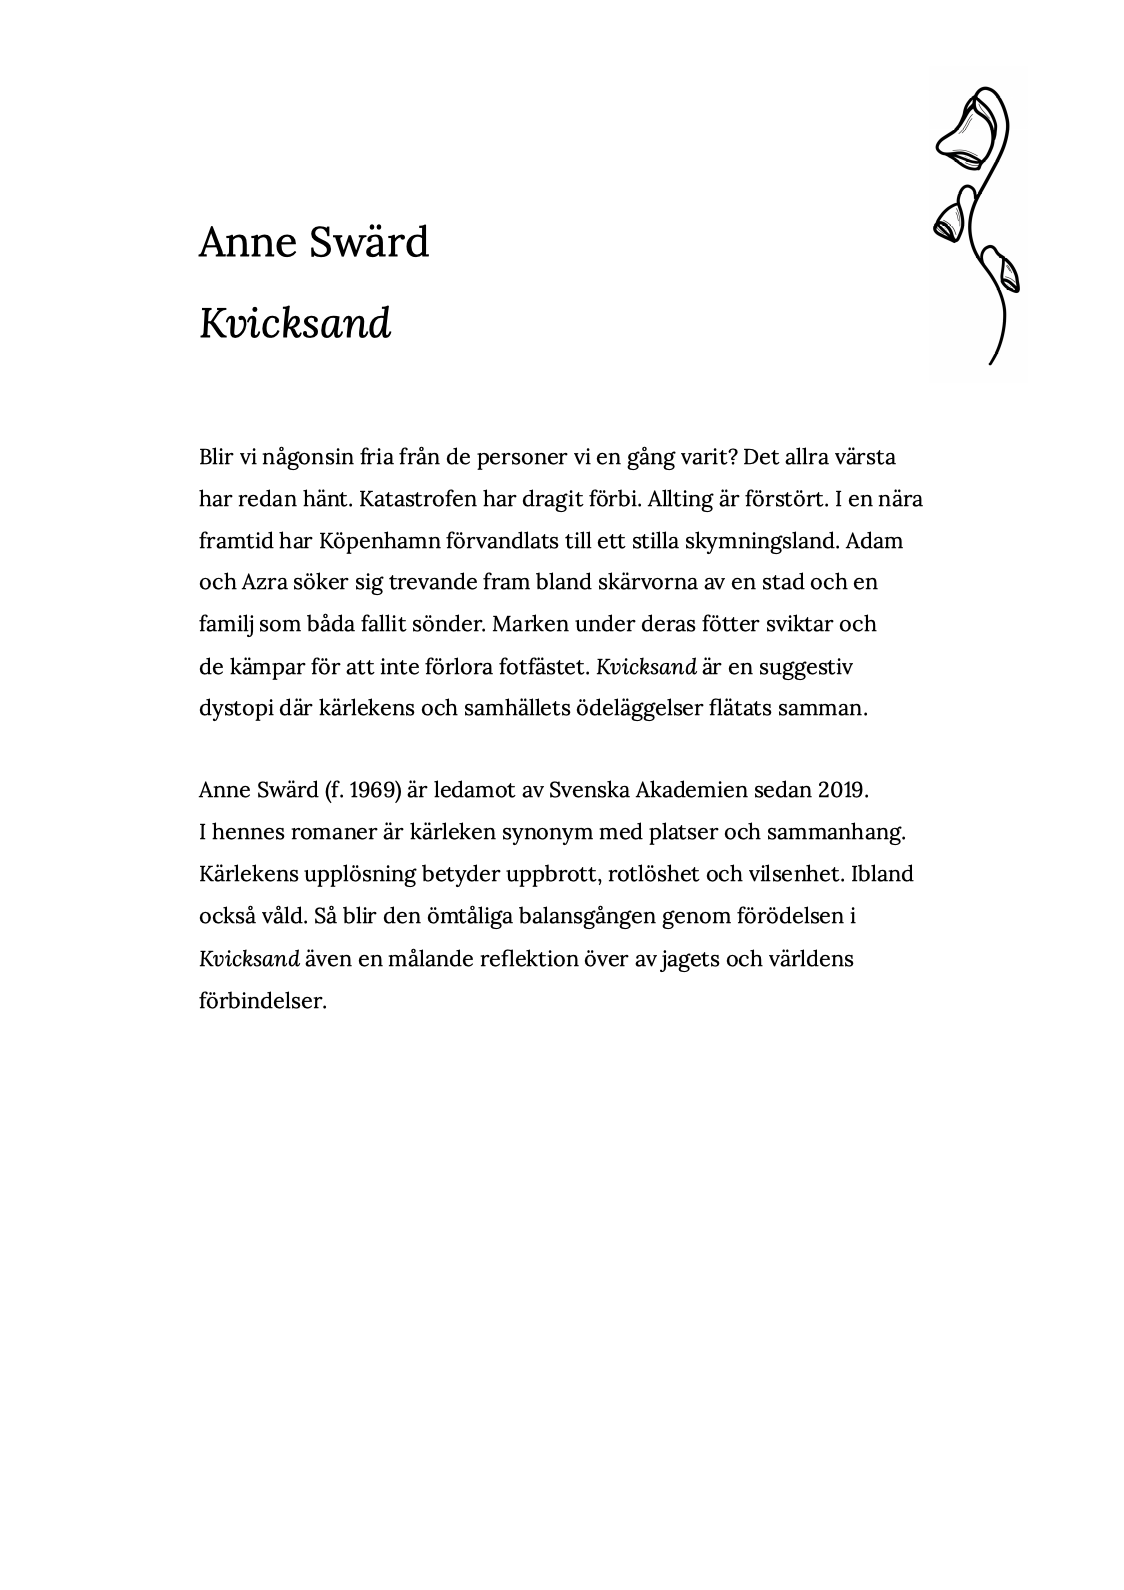 Anne Swärd
Kvicksand
Blir vi någonsin fria från de personer vi en gång varit? Det allra värsta
har redan hänt. Katastrofen har dragit förbi. Allting är förstört. I en nära
framtid har Köpenhamn förvandlats till ett stilla skymningsland. Adam
och Azra söker sig trevande fram bland skärvorna av en stad och en
familj som båda fallit sönder. Marken under deras fötter sviktar och
de kämpar för att inte förlora fotfästet. Kvicksand är en suggestiv
dystopi där kärlekens och samhällets ödeläggelser flätats samman.
Anne Swärd (f. 1969) är ledamot av Svenska Akademien sedan 2019.
I hennes romaner är kärleken synonym med platser och sammanhang.
Kärlekens upplösning betyder uppbrott, rotlöshet och vilsenhet. Ibland
också våld. Så blir den ömtåliga balansgången genom förödelsen i
Kvicksand även en målande reflektion över av jagets och världens
förbindelser.